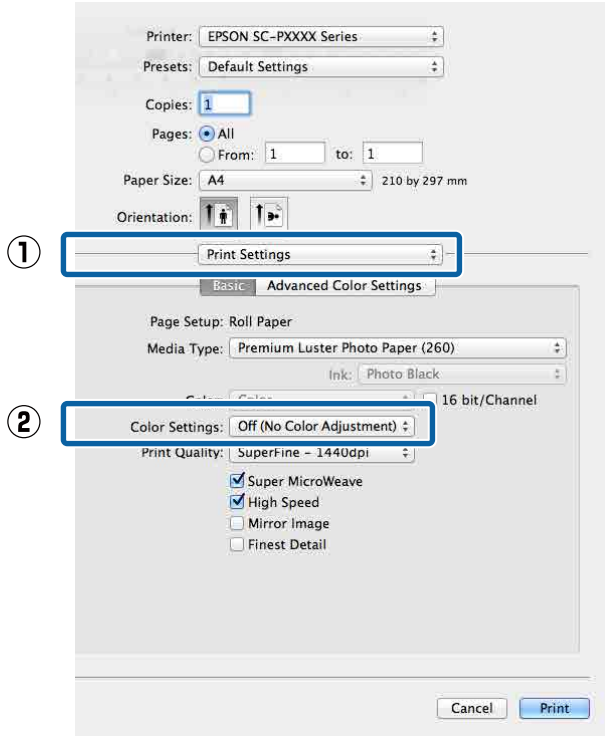 Printer: EPSON SC-PXXXX Series
Presets: Default Settings
Copies: 1
Pages: All
From: 1 to: 1
Paper Size: A4 210 by 297 mm
Orientation:
① Print Settings
Basic Advanced Color Settings
Page Setup: Roll Paper
Media Type: Premium Luster Photo Paper (260)
Ink: Photo Black
Color: Color 16 bit/Channel
② Color Settings: Off (No Color Adjustment)
Print Quality: SuperFine – 1440dpi
Super MicroWeave
High Speed
Mirror Image
Finest Detail
Cancel Print